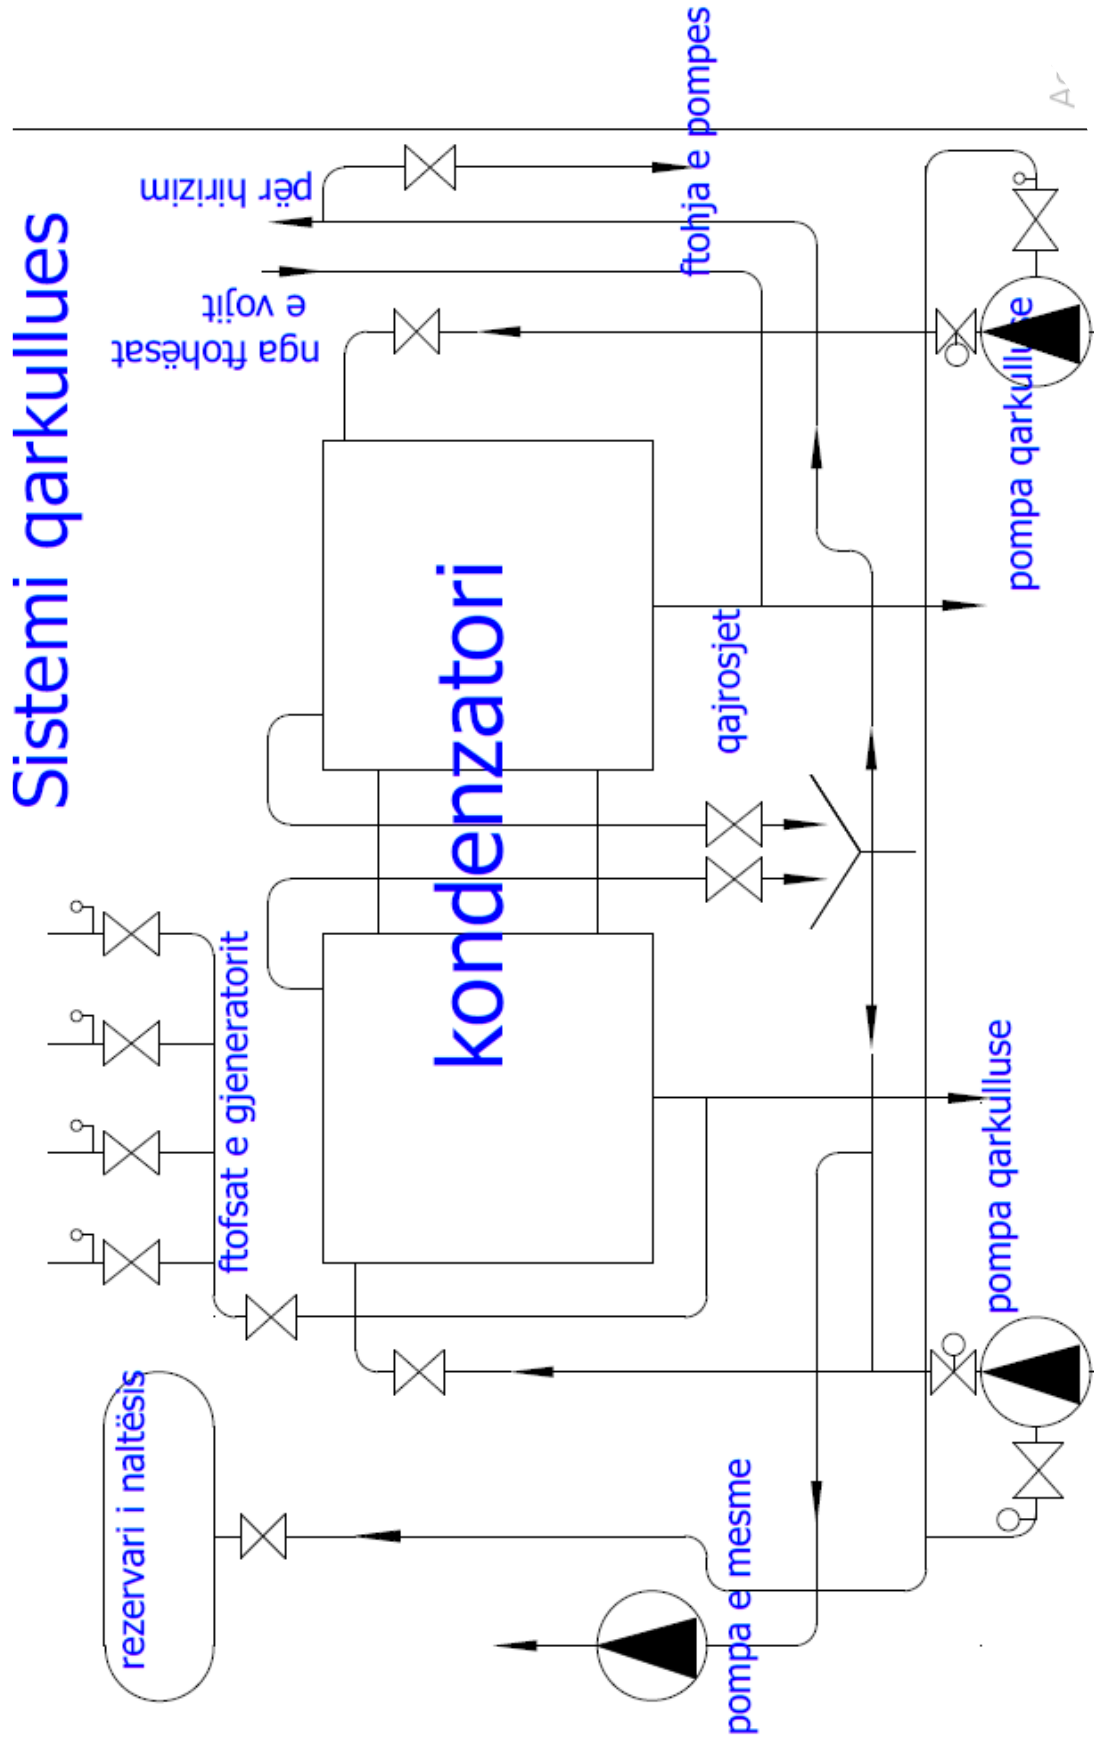 Sistemi qarkullues
për hirizim
nga ftohësat
e vojit
ftohja e pompes
pompa qarkulluse
kondenzatori
qajrosjet
ftofsat e gjeneratorit
pompa qarkulluse
rezervari i naltësis
pompa e mesme